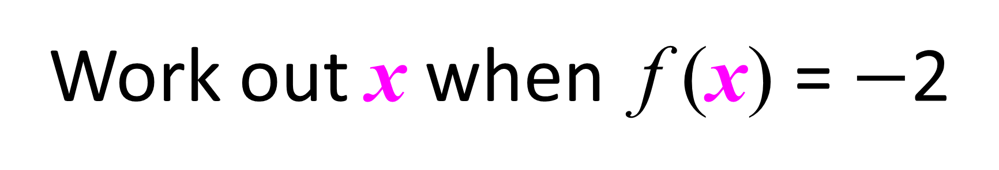 Work out x when f(x) = −2